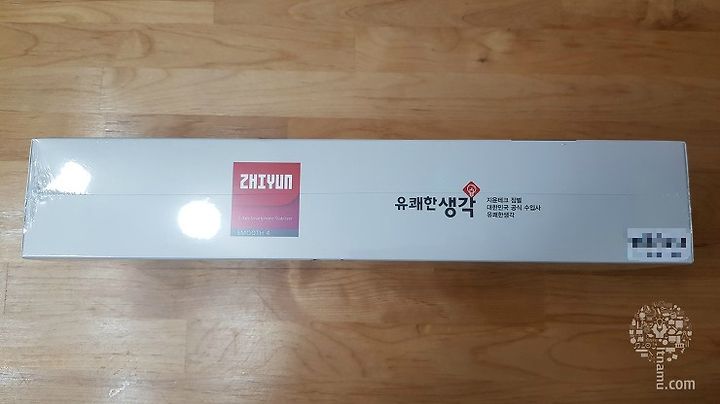 ZHIYUN
SMOOTH 4
유쾌한생각
지윤테크 짐벌
대한민국 공식 수입사
유쾌한생각
itnamu.com